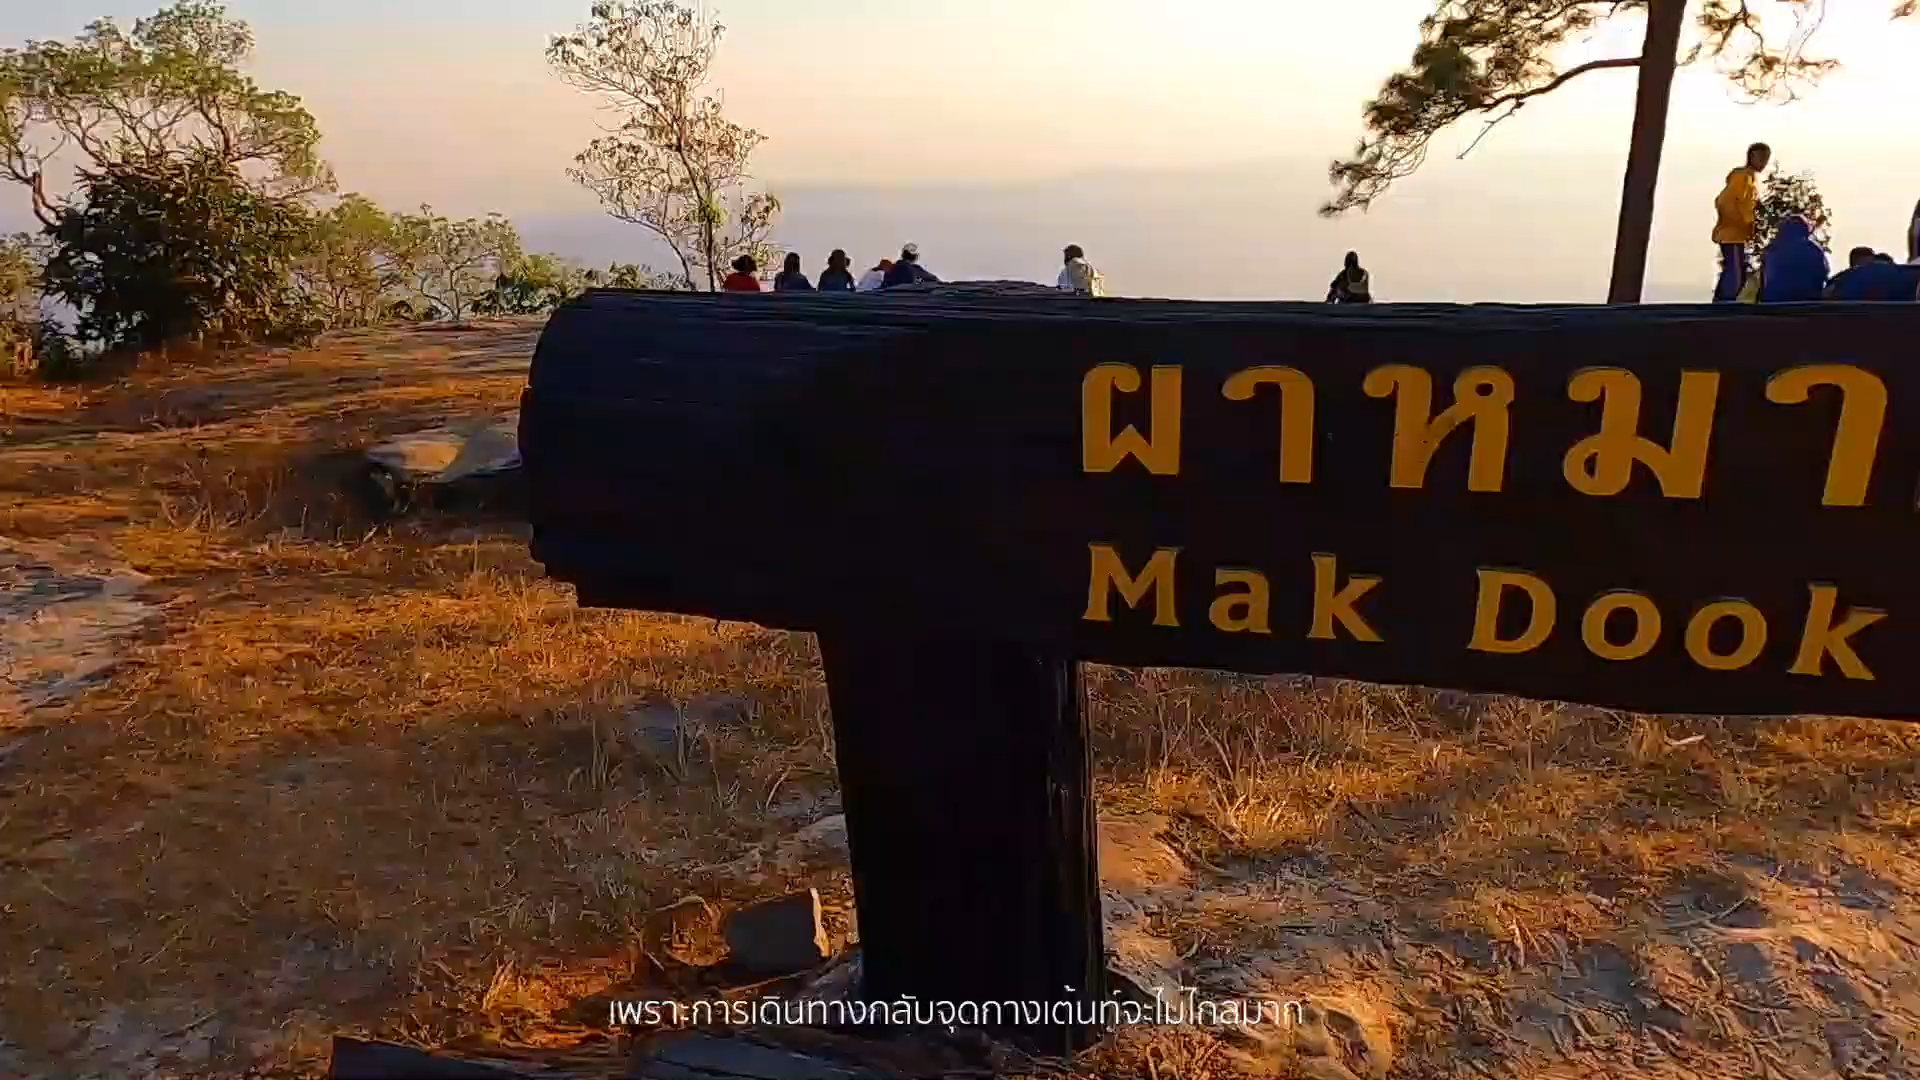 ผาหมา
Mak Dook
เพราะการเดินทางกลับจุดกางเต้นท์จะไม่ไกลมาก